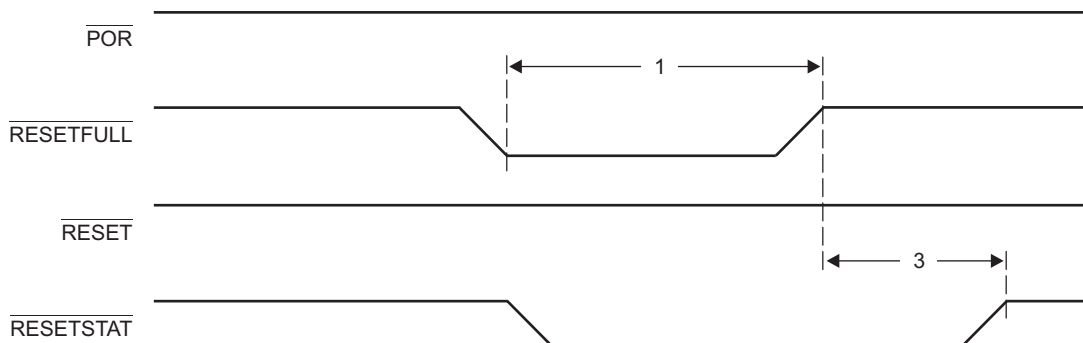 POR
1
RESETFULL
RESET
3
RESETSTAT